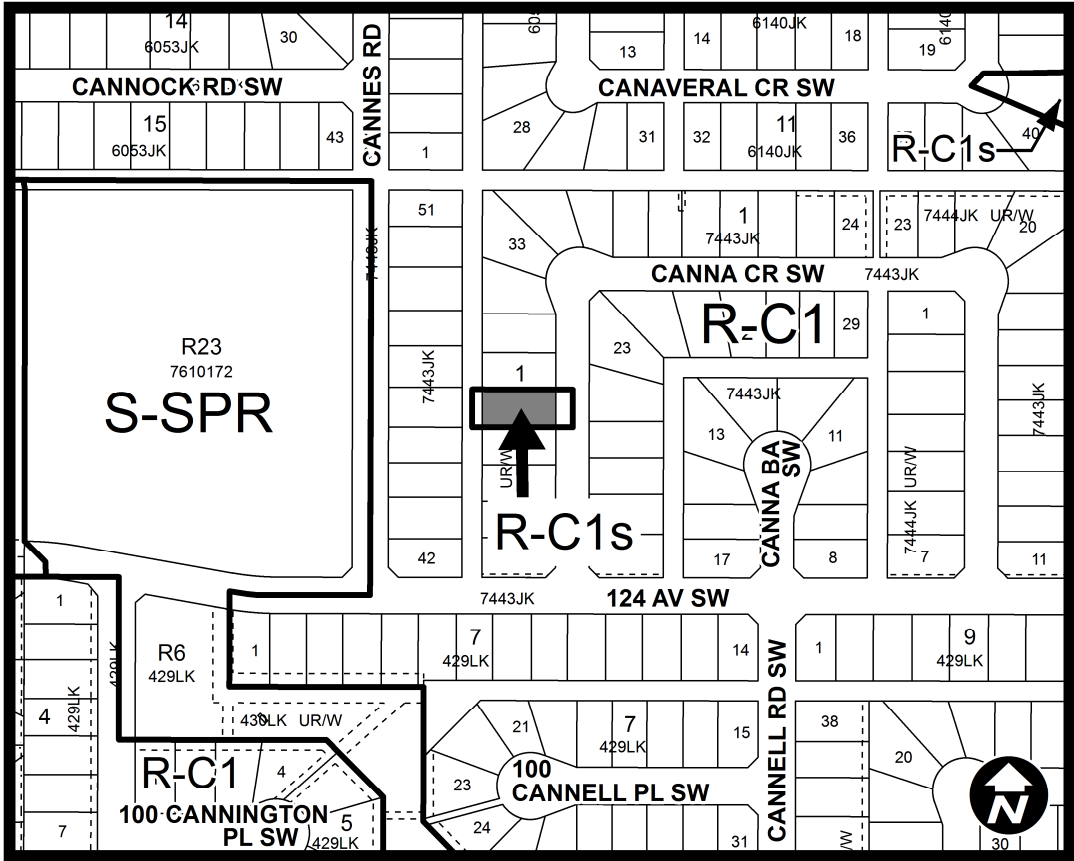 14
6053JK
30
CANNOCK RD SW
CANNES RD
15
6053JK
43
1
13
14
6140JK
18
19
CANAVERAL CR SW
28
31
32
11
6140JK
36
40
R-C1s
51
33
1
7443JK
24
23
7444JK UR/W
20
CANNA CR SW
7443JK
R-C1
29
1
23
R23
7610172
S-SPR
7443JK
1
7443JK
7443JK
13
11
CANNA BA
SW
UR/W
UR/W
7444JK
R-C1s
42
17
8
7
11
7443JK
124 AV SW
1
429LK
R6
429LK
1
7
429LK
14
CANNELL RD SW
1
9
429LK
4
429LK
UR/W
21
7
429LK
15
38
20
R-C1
4
23
100
CANNELL PL SW
100 CANNINGTON
PL SW
5
429LK
7
24
31
30
N